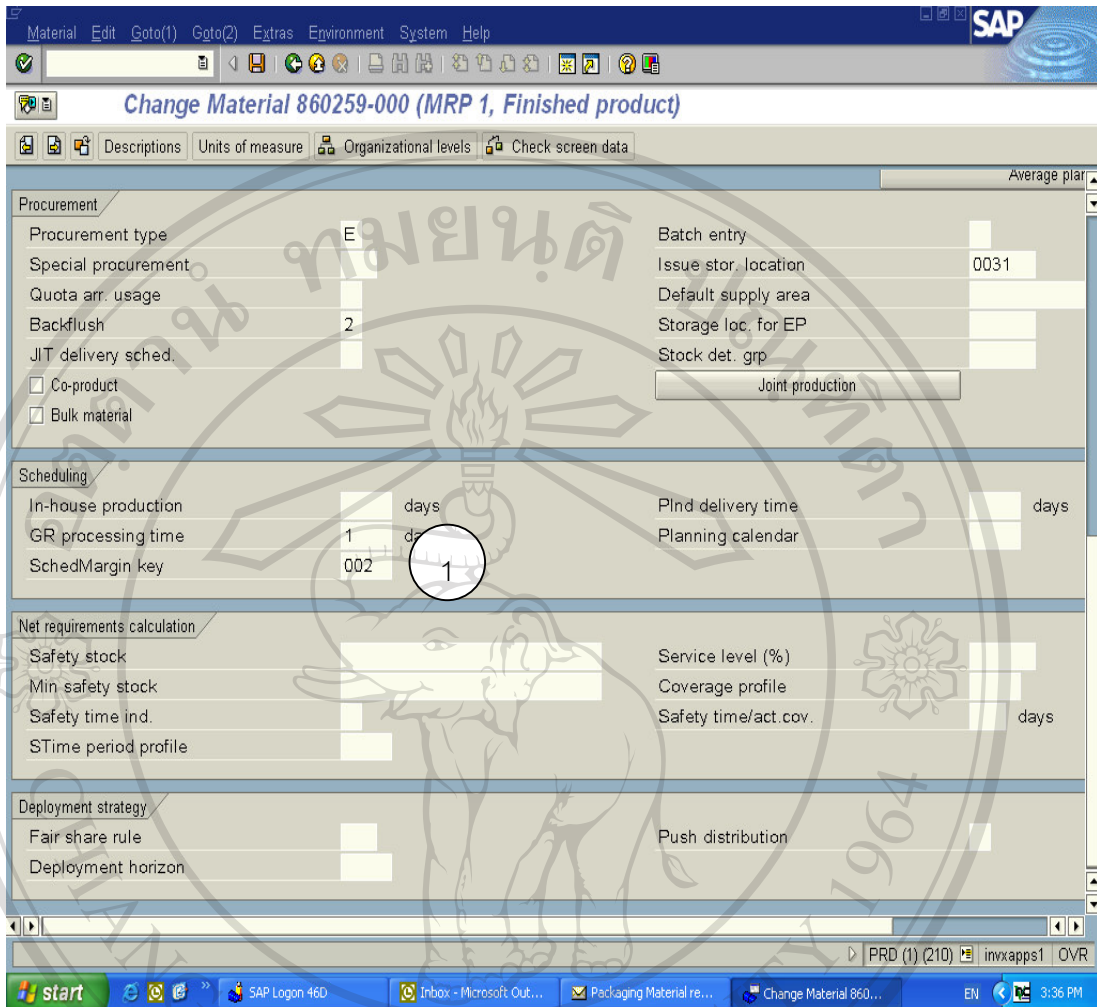 Material Edit Goto(1) Goto(2) Extras Environment System Help
SAP
Change Material 860259-000 (MRP 1, Finished product)
Descriptions Units of measure Organizational levels Check screen data
Average plan
Procurement
Procurement type E Batch entry
Special procurement Issue stor. location 0031
Quota arr. usage Default supply area
Backflush 2 Storage loc. for EP
JIT delivery sched. Stock det. grp
Co-product Joint production
Bulk material
Scheduling
In-house production days Plnd delivery time days
GR processing time 1 da Planning calendar
SchedMargin key 002 1
Net requirements calculation
Safety stock Service level (%)
Min safety stock Coverage profile
Safety time ind. Safety time/act.cov. days
STime period profile
Deployment strategy
Fair share rule Push distribution
Deployment horizon
PRD (1) (210) invxapps1 OVR
start SAP Logon 46D Inbox - Microsoft Out... Packaging Material re... Change Material 860... EN 3:36 PM
1964